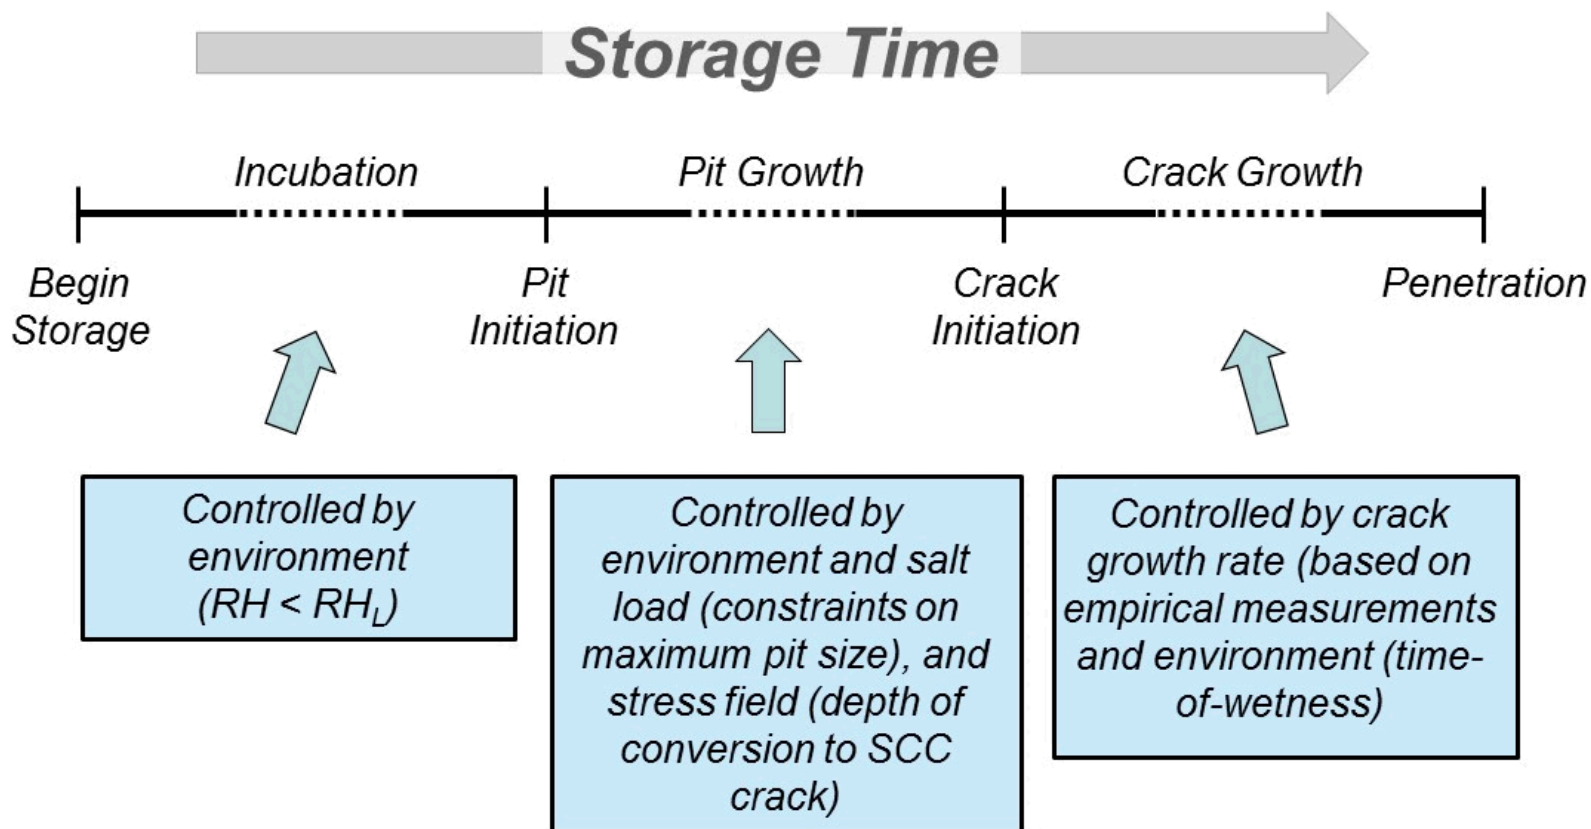 Storage Time
Incubation
Pit Growth
Crack Growth
Begin
Storage
Pit
Initiation
Crack
Initiation
Penetration
Controlled by
environment
(RH < RH_L)
Controlled by
environment and salt
load (constraints on
maximum pit size), and
stress field (depth of
conversion to SCC
crack)
Controlled by crack
growth rate (based on
empirical measurements
and environment (time-
of-wetness)